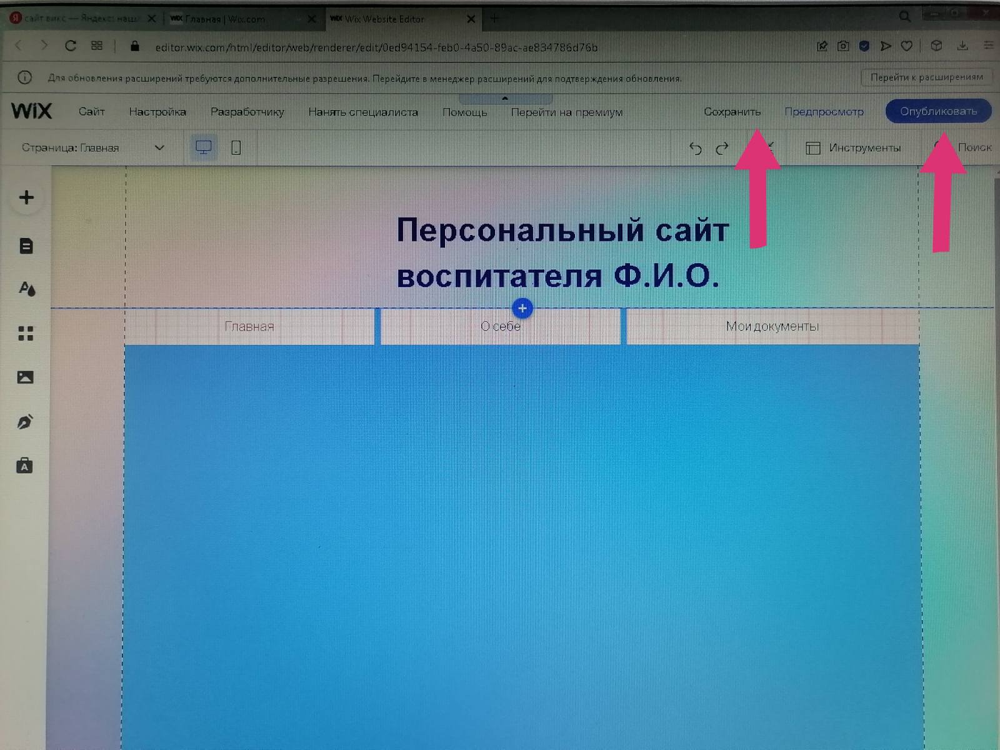 сайт викс — Яндекс: наш
Главная | Wix.com
WiX Wix Website Editor
editor.wix.com/html/editor/web/renderer/edit/0ed94154-feb0-4a50-89ac-ae834786d76b
Для обновления расширений требуются дополнительные разрешения. Перейдите в менеджер расширений для подтверждения обновления.
Перейти к расширениям
WiX Сайт Настройка Разработчику Нанять специалиста Помощь Перейти на премиум Сохранить Предпросмотр Опубликовать
Страница: Главная Инструменты Поиск
Персональный сайт
воспитателя Ф.И.О.
Главная О себе Мои документы